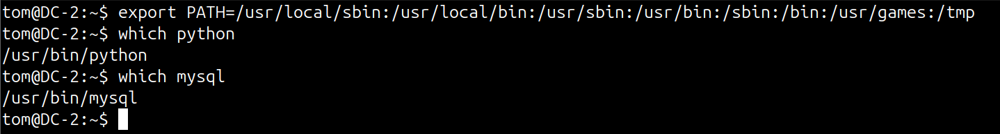 tom@DC-2:~$ export PATH=/usr/local/sbin:/usr/local/bin:/usr/sbin:/usr/bin:/sbin:/bin:/usr/games:/tmp
tom@DC-2:~$ which python
/usr/bin/python
tom@DC-2:~$ which mysql
/usr/bin/mysql
tom@DC-2:~$